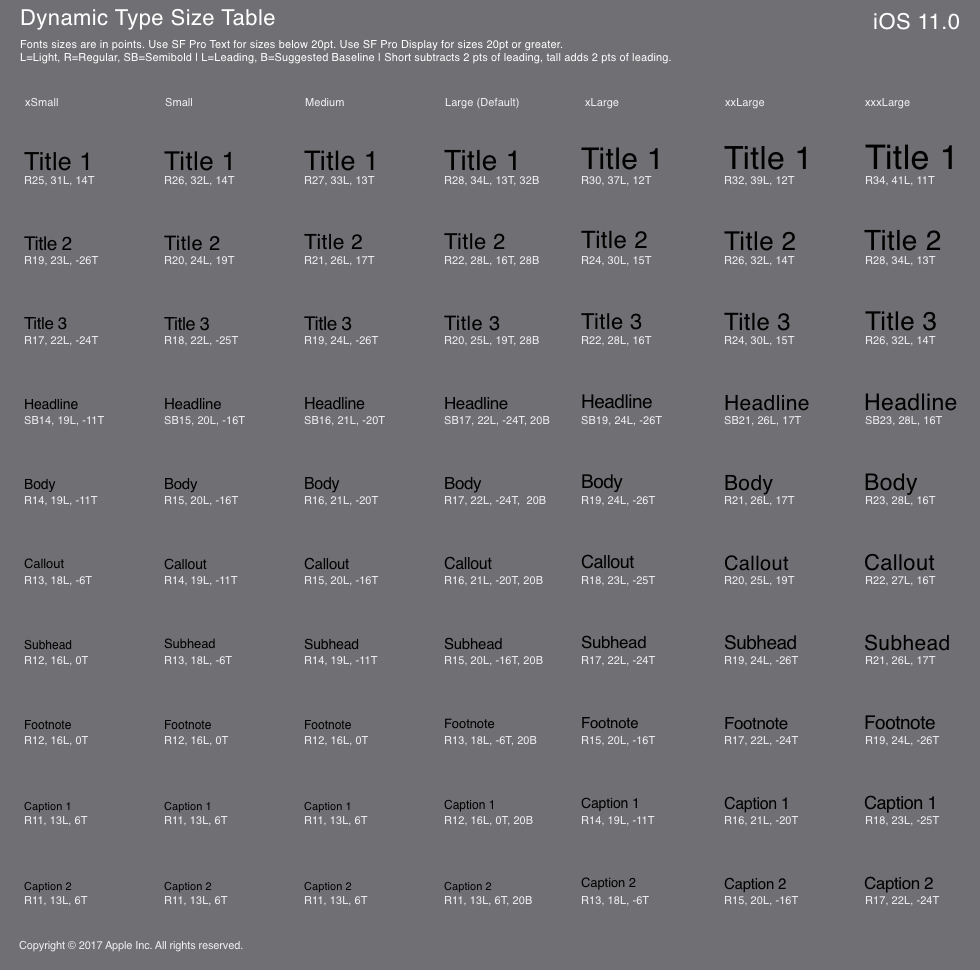 Dynamic Type Size Table
iOS 11.0
Fonts sizes are in points. Use SF Pro Text for sizes below 20pt. Use SF Pro Display for sizes 20pt or greater.
L=Light, R=Regular, SB=Semibold | L=Leading, B=Suggested Baseline | Short subtracts 2 pts of leading, tall adds 2 pts of leading.
xSmall Small Medium Large (Default) xLarge xxLarge xxxLarge
Title 1 Title 1 Title 1 Title 1 Title 1 Title 1 Title 1
R25, 31L, 14T R26, 32L, 14T R27, 33L, 13T R28, 34L, 13T, 32B R30, 37L, 12T R32, 39L, 12T R34, 41L, 11T
Title 2 Title 2 Title 2 Title 2 Title 2 Title 2 Title 2
R19, 23L, -26T R20, 24L, 19T R21, 26L, 17T R22, 28L, 16T, 28B R24, 30L, 15T R26, 32L, 14T R28, 34L, 13T
Title 3 Title 3 Title 3 Title 3 Title 3 Title 3 Title 3
R17, 22L, -24T R18, 22L, -25T R19, 24L, -26T R20, 25L, 19T, 28B R22, 28L, 16T R24, 30L, 15T R26, 32L, 14T
Headline Headline Headline Headline Headline Headline Headline
SB14, 19L, -11T SB15, 20L, -16T SB16, 21L, -20T SB17, 22L, -24T, 20B SB19, 24L, -26T SB21, 26L, 17T SB23, 28L, 16T
Body Body Body Body Body Body Body
R14, 19L, -11T R15, 20L, -16T R16, 21L, -20T R17, 22L, -24T, 20B R19, 24L, -26T R21, 26L, 17T R23, 28L, 16T
Callout Callout Callout Callout Callout Callout Callout
R13, 18L, -6T R14, 19L, -11T R15, 20L, -16T R16, 21L, -20T, 20B R18, 23L, -25T R20, 25L, 19T R22, 27L, 16T
Subhead Subhead Subhead Subhead Subhead Subhead Subhead
R12, 16L, 0T R13, 18L, -6T R14, 19L, -11T R15, 20L, -16T, 20B R17, 22L, -24T R19, 24L, -26T R21, 26L, 17T
Footnote Footnote Footnote Footnote Footnote Footnote Footnote
R12, 16L, 0T R12, 16L, 0T R12, 16L, 0T R13, 18L, -6T, 20B R15, 20L, -16T R17, 22L, -24T R19, 24L, -26T
Caption 1 Caption 1 Caption 1 Caption 1 Caption 1 Caption 1 Caption 1
R11, 13L, 6T R11, 13L, 6T R11, 13L, 6T R12, 16L, 0T, 20B R14, 19L, -11T R16, 21L, -20T R18, 23L, -25T
Caption 2 Caption 2 Caption 2 Caption 2 Caption 2 Caption 2 Caption 2
R11, 13L, 6T R11, 13L, 6T R11, 13L, 6T R11, 13L, 6T, 20B R13, 18L, -6T R15, 20L, -16T R17, 22L, -24T
Copyright © 2017 Apple Inc. All rights reserved.